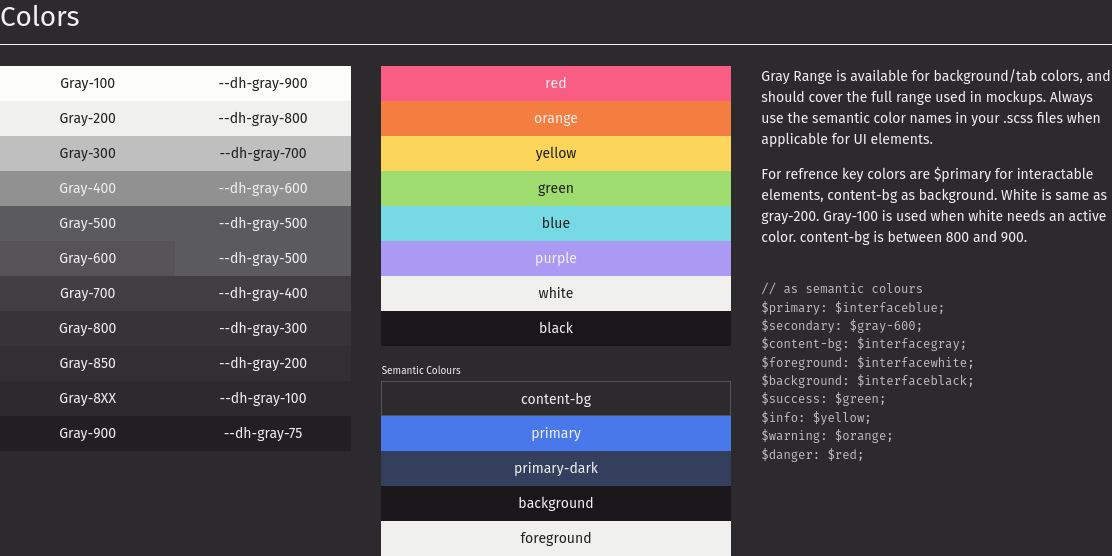 Colors
Gray-100 --dh-gray-900
Gray-200 --dh-gray-800
Gray-300 --dh-gray-700
Gray-400 --dh-gray-600
Gray-500 --dh-gray-500
Gray-600 --dh-gray-500
Gray-700 --dh-gray-400
Gray-800 --dh-gray-300
Gray-850 --dh-gray-200
Gray-8XX --dh-gray-100
Gray-900 --dh-gray-75
red
orange
yellow
green
blue
purple
white
black
Semantic Colours
content-bg
primary
primary-dark
background
foreground
Gray Range is available for background/tab colors, and
should cover the full range used in mockups. Always
use the semantic color names in your .scss files when
applicable for UI elements.
For refrence key colors are $primary for interactable
elements, content-bg as background. White is same as
gray-200. Gray-100 is used when white needs an active
color. content-bg is between 800 and 900.
// as semantic colours
$primary: $interfaceblue;
$secondary: $gray-600;
$content-bg: $interfacegray;
$foreground: $interfacewhite;
$background: $interfaceblack;
$success: $green;
$info: $yellow;
$warning: $orange;
$danger: $red;